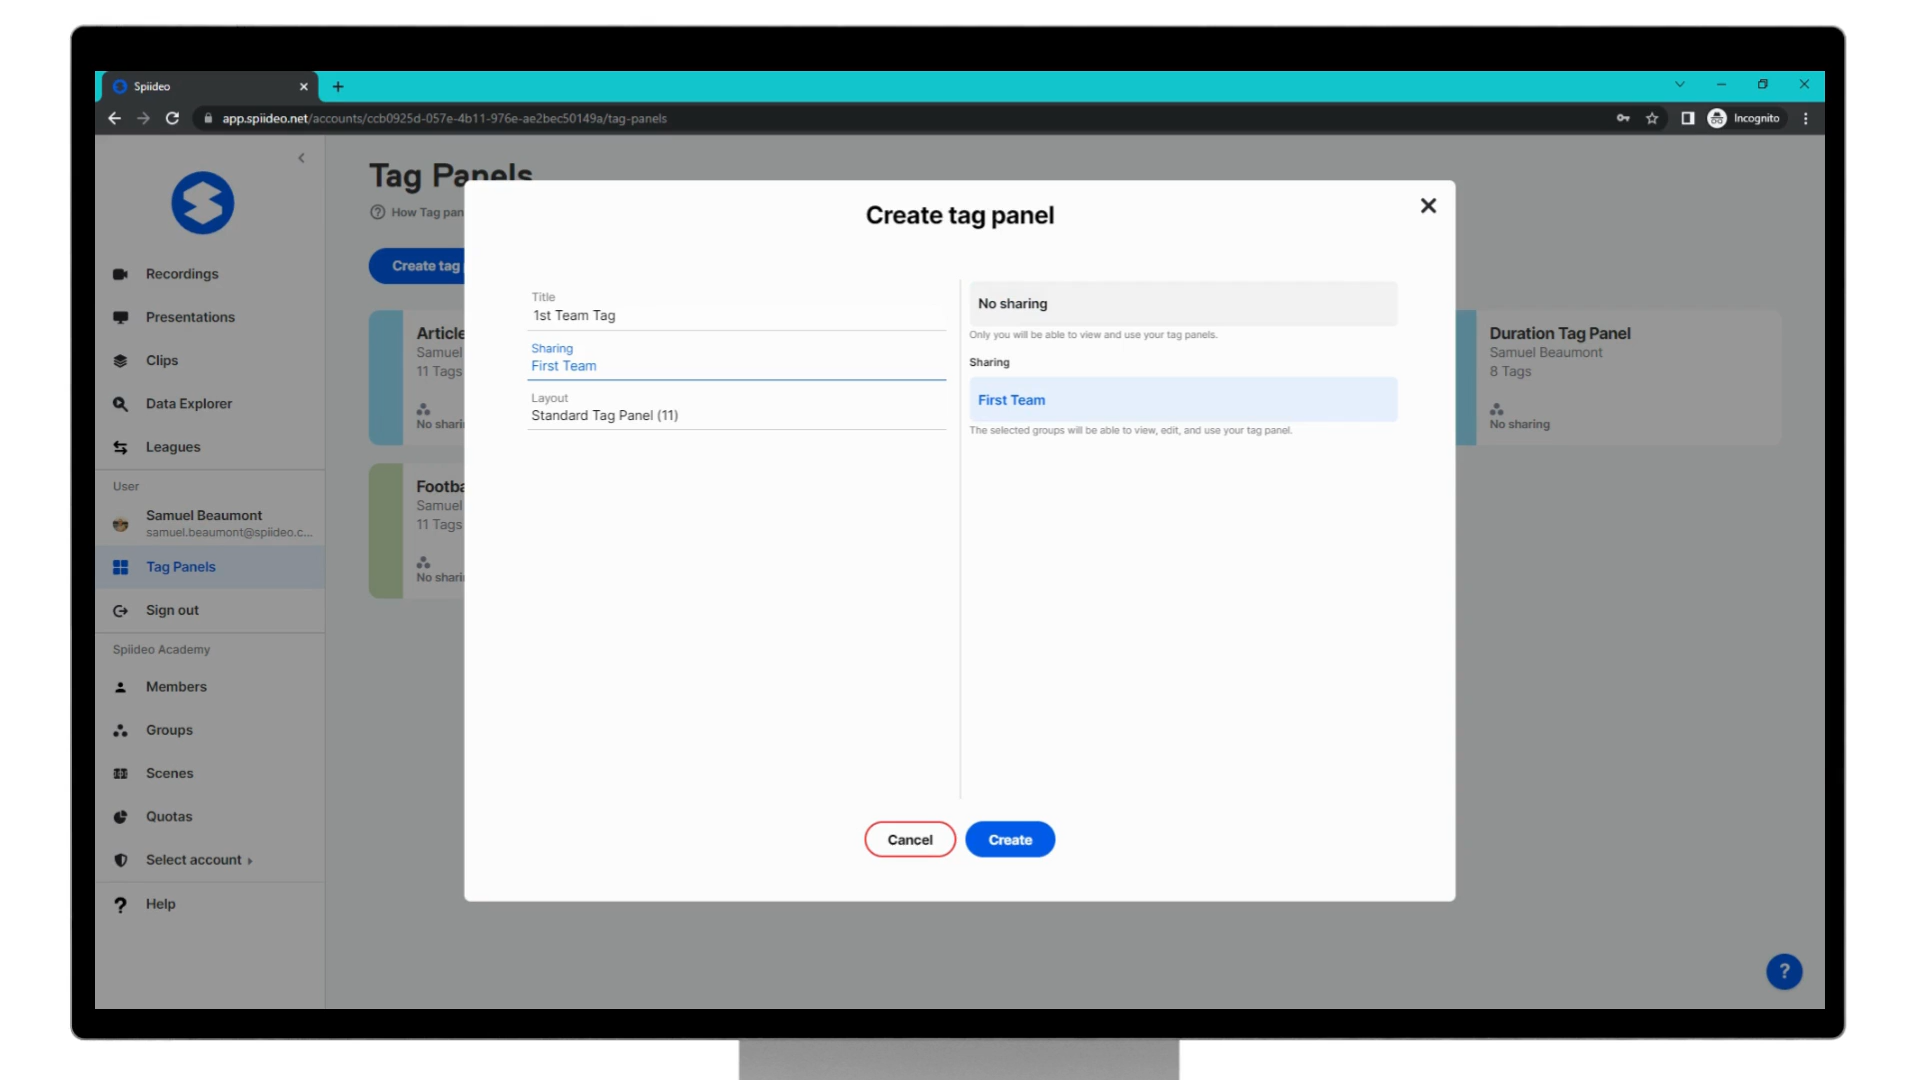 Spiideo
app.spiideo.net/accounts/ccb0925d-057e-4b11-976e-ae2bec50149a/tag-panels
Incognito
Recordings
Presentations
Clips
Data Explorer
Leagues
User
Samuel Beaumont
samuel.beaumont@spiideo.c...
Tag Panels
Sign out
Spiideo Academy
Members
Groups
Scenes
Quotas
Select account
Help
Tag Panels
How Tag pan
Create tag
Article
Samuel
11 Tags
No shari
Footba
Samuel
11 Tags
No shari
Create tag panel
Title
1st Team Tag
Sharing
First Team
Layout
Standard Tag Panel (11)
No sharing
Only you will be able to view and use your tag panels.
Sharing
First Team
The selected groups will be able to view, edit, and use your tag panel.
Cancel
Create
Duration Tag Panel
Samuel Beaumont
8 Tags
No sharing